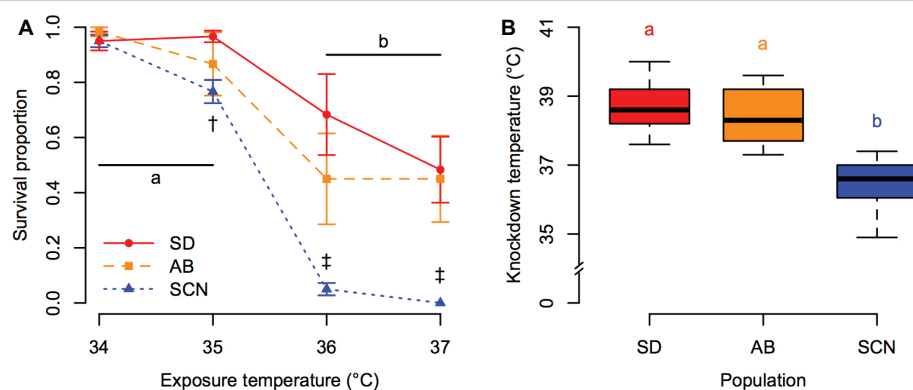 A
Survival proportion
1.0
0.8
0.6
0.4
0.2
0.0
a
b
†
‡
‡
SD
AB
SCN
34 35 36 37
Exposure temperature (°C)
B
Knockdown temperature (°C)
41
39
37
35
0
a
a
b
SD AB SCN
Population